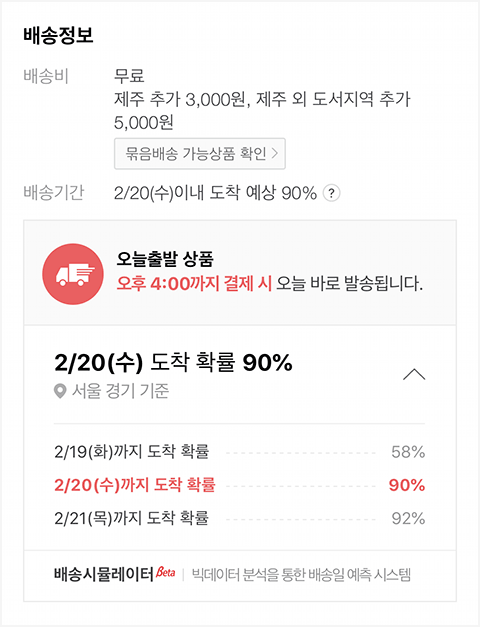 배송정보
배송비 무료
제주 추가 3,000원, 제주 외 도서지역 추가
5,000원
묶음배송 가능상품 확인 >
배송기간 2/20(수)이내 도착 예상 90% ?
오늘출발 상품
오후 4:00까지 결제 시 오늘 바로 발송됩니다.
2/20(수) 도착 확률 90%
서울 경기 기준
2/19(화)까지 도착 확률 58%
2/20(수)까지 도착 확률 90%
2/21(목)까지 도착 확률 92%
배송시뮬레이터 Beta | 빅데이터 분석을 통한 배송일 예측 시스템